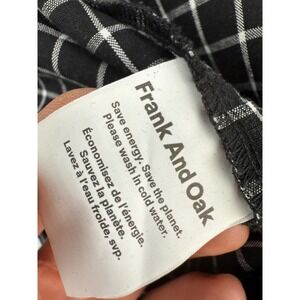 Frank And Oak
Save energy. Save the planet.
Please wash in cold water.
Économisez de l'énergie.
Sauvez la planète.
Lavez à l'eau froide, svp.